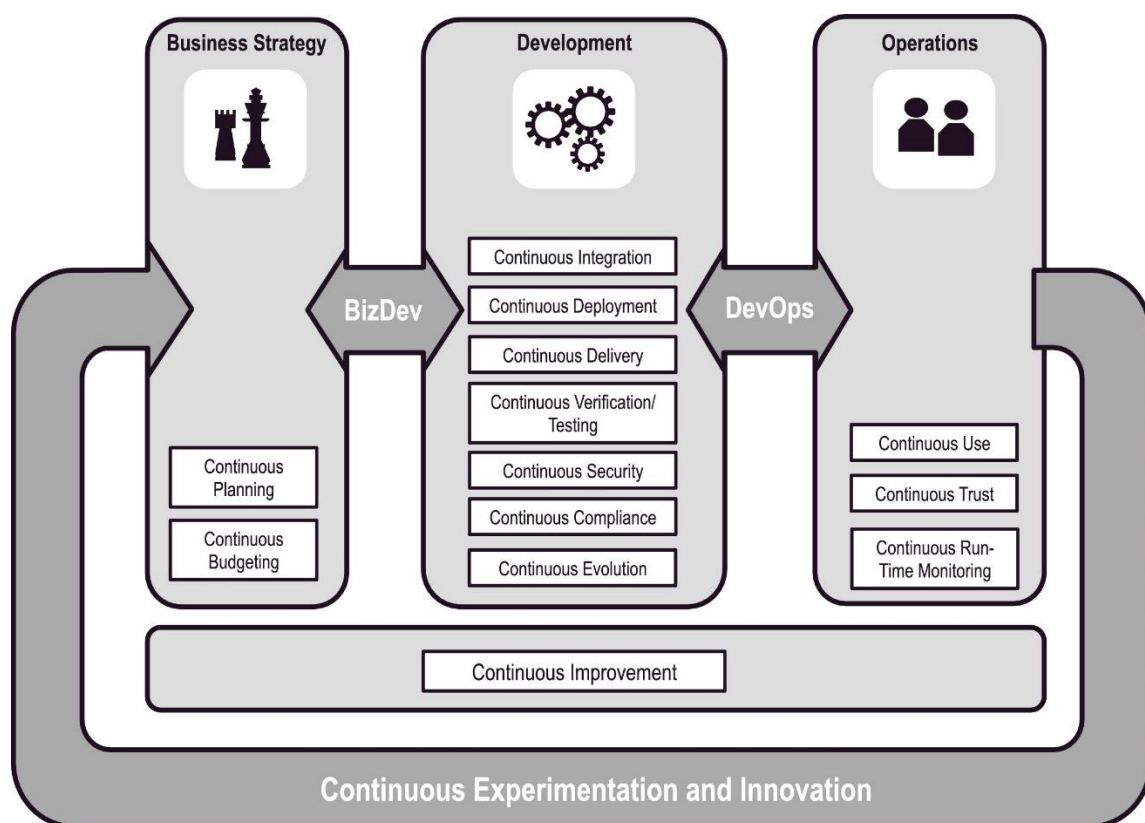 Business Strategy
Development
Operations
BizDev
DevOps
Continuous Integration
Continuous Deployment
Continuous Delivery
Continuous Verification/
Testing
Continuous Security
Continuous Compliance
Continuous Evolution
Continuous
Planning
Continuous
Budgeting
Continuous Use
Continuous Trust
Continuous Run-
Time Monitoring
Continuous Improvement
Continuous Experimentation and Innovation